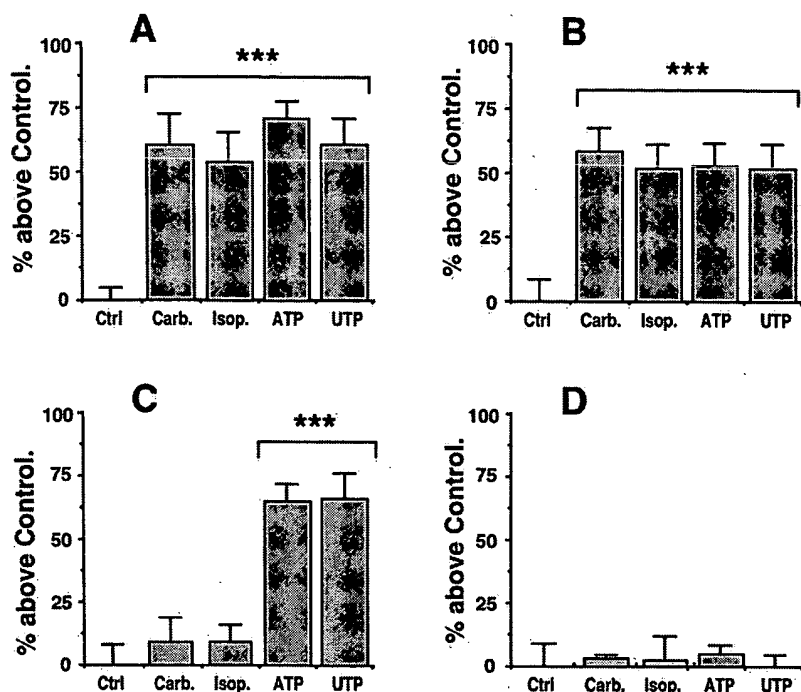 A
***
% above Control.
100
75
50
25
0
Ctrl Carb. Isop. ATP UTP
B
***
% above Control.
100
75
50
25
0
Ctrl Carb. Isop. ATP UTP
C
***
% above Control.
100
75
50
25
0
Ctrl Carb. Isop. ATP UTP
D
% above Control.
100
75
50
25
0
Ctrl Carb. Isop. ATP UTP